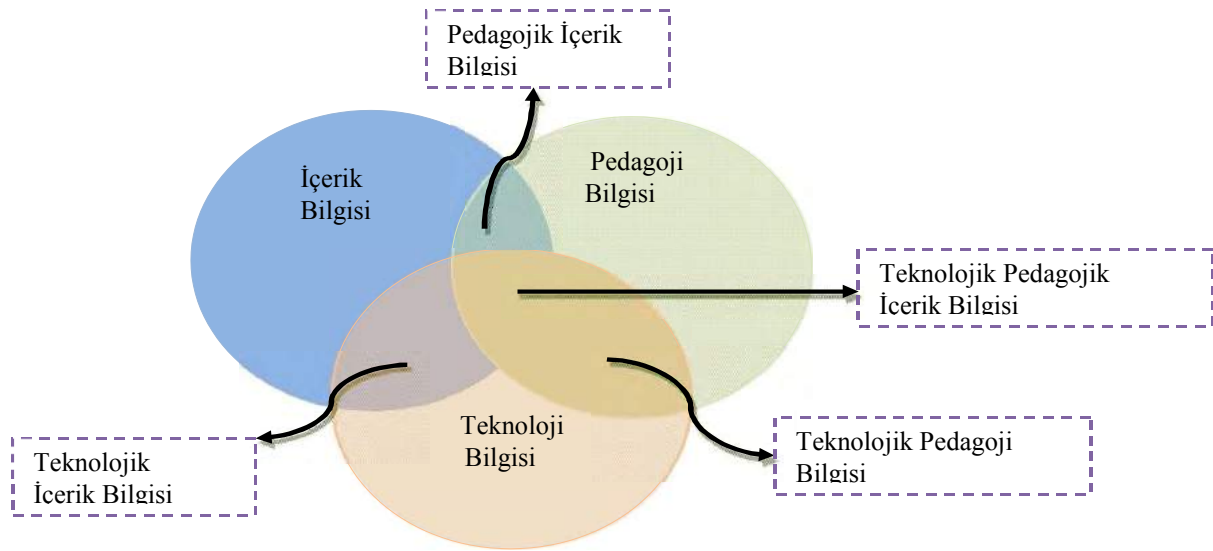 Pedagojik İçerik
Bilgisi
İçerik
Bilgisi
Pedagoji
Bilgisi
Teknolojik Pedagojik
İçerik Bilgisi
Teknoloji
Bilgisi
Teknolojik Pedagoji
Bilgisi
Teknolojik
İçerik Bilgisi